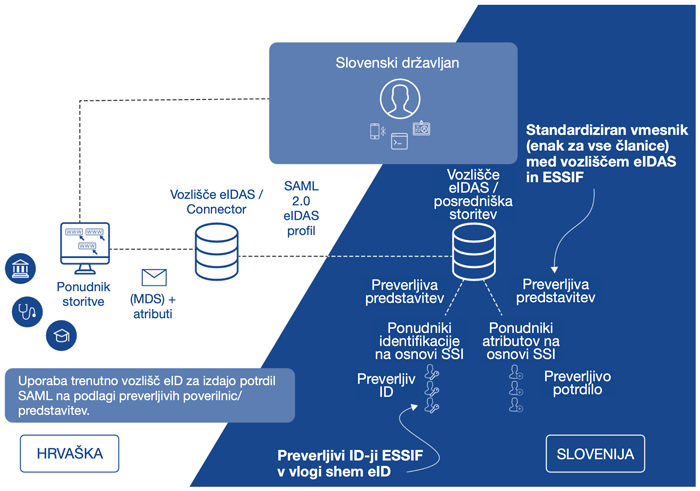 Slovenski državljan
Standardiziran vmesnik
(enak za vse članice)
med vozliščem eIDAS
in ESSIF
Vozlišče eIDAS /
Connector
SAML
2.0
eIDAS
profil
Vozlišče
eIDAS /
posredniška
storitev
www
www
www
Ponudnik
storitve
(MDS) +
atributi
Preverljiva
predstavitev
Preverljiva
predstavitev
Ponudniki
identifikacije
na osnovi SSI
Ponudniki
atributov na
osnovi SSI
Preverljiv
ID
Preverljivo
potrdilo
Uporaba trenutno vozlišč eID za izdajo potrdil
SAML na podlagi preverljivih poverilnic/
predstavitev.
HRVAŠKA
Preverljivi ID-ji ESSIF
v vlogi shem eID
SLOVENIJA